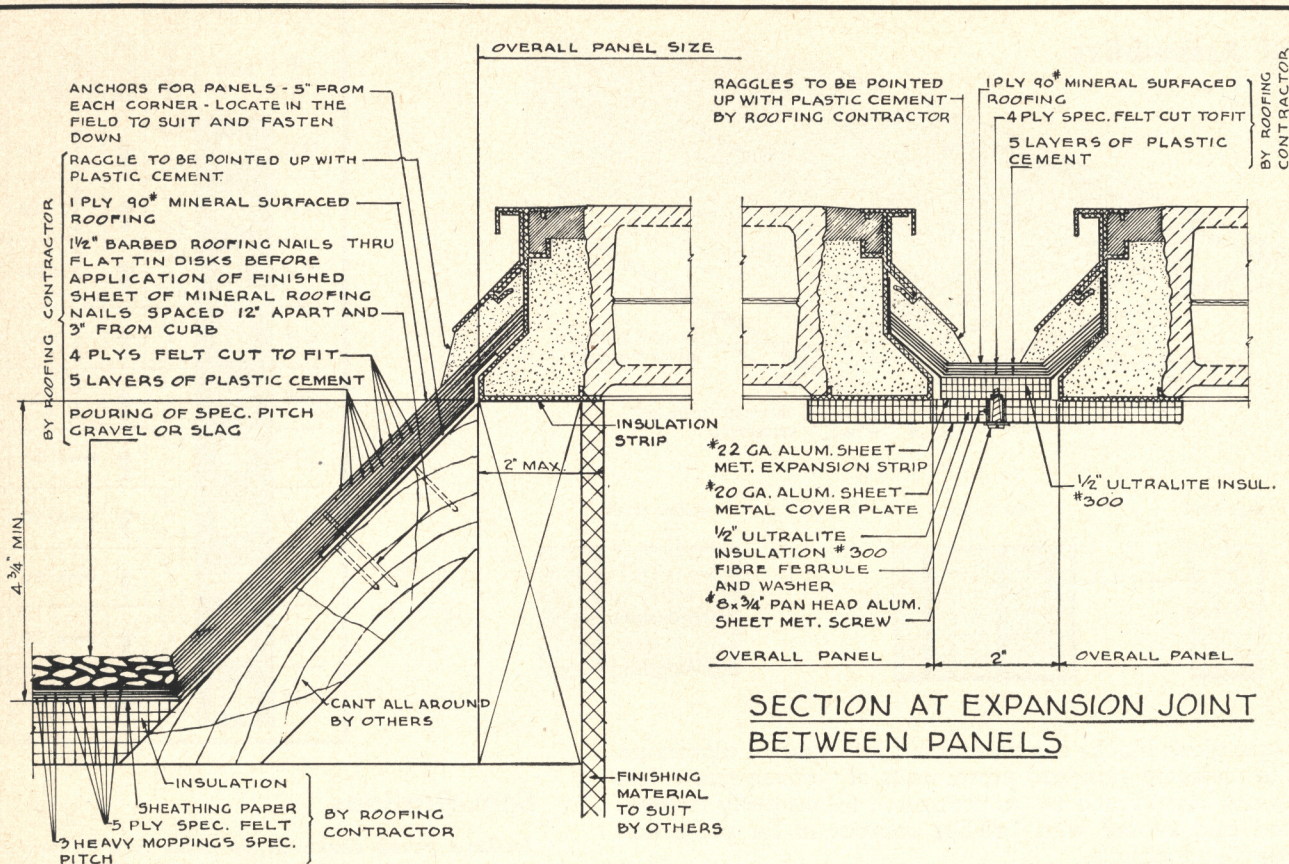 OVERALL PANEL SIZE
ANCHORS FOR PANELS - 5" FROM
EACH CORNER - LOCATE IN THE
FIELD TO SUIT AND FASTEN
DOWN
RAGGLE TO BE POINTED UP WITH
PLASTIC CEMENT
1 PLY 90# MINERAL SURFACED
ROOFING
1 1/2" BARBED ROOFING NAILS THRU
FLAT TIN DISKS BEFORE
APPLICATION OF FINISHED
SHEET OF MINERAL ROOFING
NAILS SPACED 12" APART AND
3" FROM CURB
4 PLYS FELT CUT TO FIT
5 LAYERS OF PLASTIC CEMENT
POURING OF SPEC. PITCH
GRAVEL OR SLAG
BY ROOFING CONTRACTOR
4 3/4" MIN
INSULATION
STRIP
2" MAX.
CANT ALL AROUND
BY OTHERS
INSULATION
SHEATHING PAPER
5 PLY SPEC. FELT
3 HEAVY MOPPINGS SPEC.
PITCH
BY ROOFING
CONTRACTOR
FINISHING
MATERIAL
TO SUIT
BY OTHERS
RAGGLES TO BE POINTED
UP WITH PLASTIC CEMENT
BY ROOFING CONTRACTOR
1 PLY 90# MINERAL SURFACED
ROOFING
4 PLY SPEC. FELT CUT TO FIT
5 LAYERS OF PLASTIC
CEMENT
BY ROOFING
CONTRACTOR
#22 GA. ALUM. SHEET
MET. EXPANSION STRIP
#20 GA. ALUM. SHEET
METAL COVER PLATE
1/2" ULTRALITE
INSULATION #300
FIBRE FERRULE
AND WASHER
#8 x 3/4" PAN HEAD ALUM.
SHEET MET. SCREW
1/2" ULTRALITE INSUL.
#300
OVERALL PANEL
2"
OVERALL PANEL
SECTION AT EXPANSION JOINT
BETWEEN PANELS